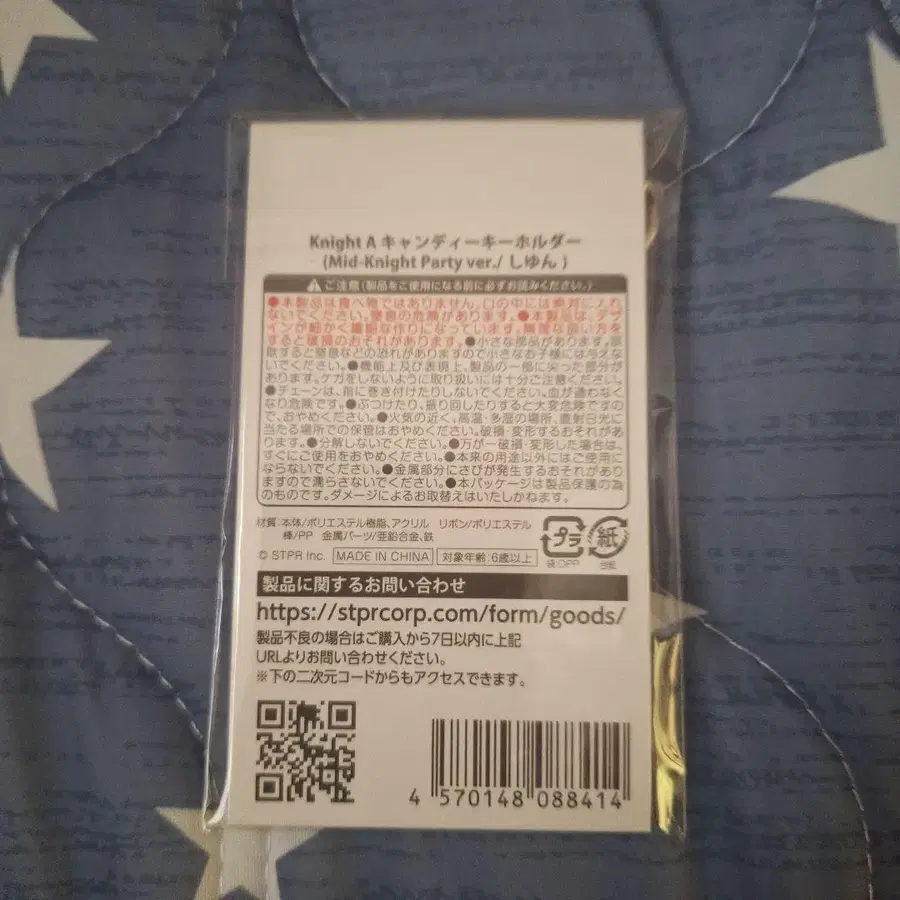 Knight A キャンディーキーホルダー
(Mid-Knight Party ver./ しゆん )
ご注意(製品をご使用になる前に必ずお読みください。)
●本製品は食べ物ではありません。口の中には絶対に入れ
ないでください。窒息の危険があります。●本製品は、デザ
インが細かく繊細な作りになっています。無理な扱い方を
すると破損のおそれがあります。●小さな部品があります。誤
飲すると窒息などの恐れがありますので小さなお子様には与えな
いでください。●機能上及び表現上、製品の一部に尖った部分が
あります。ケガをしないように取り扱いには十分ご注意ください。
●チェーンは、指に巻き付けたりしないでください。血が通わなく
なり危険です。●ぶつけたり、振り回したりすると大変危険ですの
で、おやめください。●火気の近く、高温・多湿の場所、直射日光に
当たる場所での保管はおやめください。破損・変形するおそれがあ
ります。●分解しないでください。●万が一破損・変形した場合は、
すぐにご使用をおやめください。●本来の用途以外にはご使用に
ならないでください。●金属部分にさびが発生するおそれがあり
ますので濡らさないでください。●本パッケージは製品保護の為
のものです。ダメージによるお取替えはいたしかねます。
材質:本体/ポリエステル樹脂、アクリル リボン/ポリエステル
棒/PP 金属パーツ/亜鉛合金、鉄
プラ
紙
袋:OPP
台紙
© STPR Inc. MADE IN CHINA 対象年齢:6歳以上
製品に関するお問い合わせ
https://stprcorp.com/form/goods/
製品不良の場合はご購入から7日以内に上記
URLよりお問い合わせください。
※下の二次元コードからもアクセスできます。
4 570148 088414